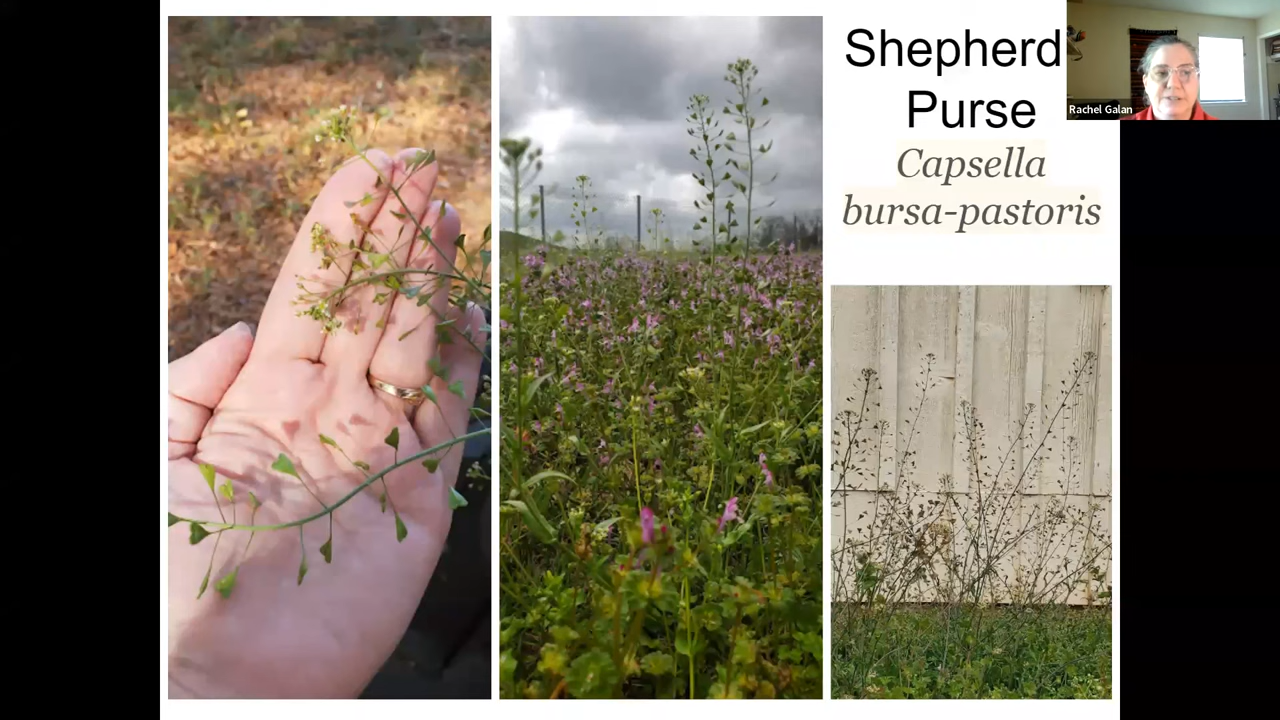 Shepherd
Purse
Capsella
bursa-pastoris
Rachel Galan